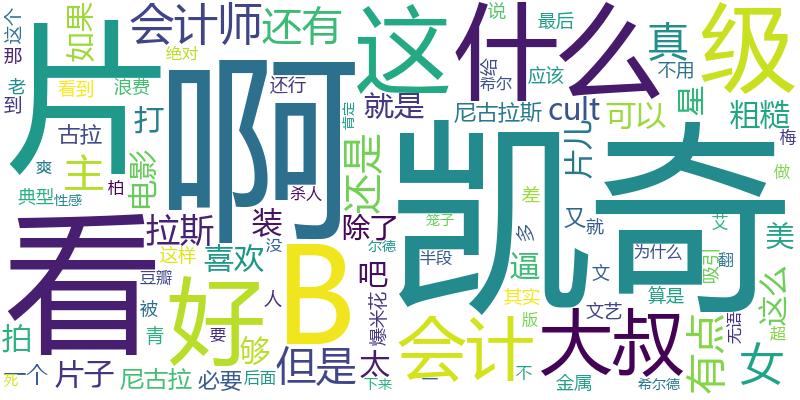 那
这个
如果
会计师
还有
绝对
这
什么
说
希尔
希给
最后
应该
真
不用
级
片
老
到
看到
浪费
打
还行
就是
肯定
尼古拉斯
cult
可以
星
粗糙
古拉
啊
凯奇
爽
主
电影
还是
片儿
梅
做
典型
性感
柏
杀人
装
除了
笼子
差
多
又
就
艾
美
看
拉斯
没
尔德
这样
喜欢
豆瓣
B
吧
半段
逼
文
为什么
吸引
翻
这么
被
好
人
爆米花
其实
文艺
算是
拍
青
要
够
但是
太
会计
版
大叔
有点
无语
超
女
一个
片子
尼古拉
必要
后面
下来
一
不
金属
希尔德
死